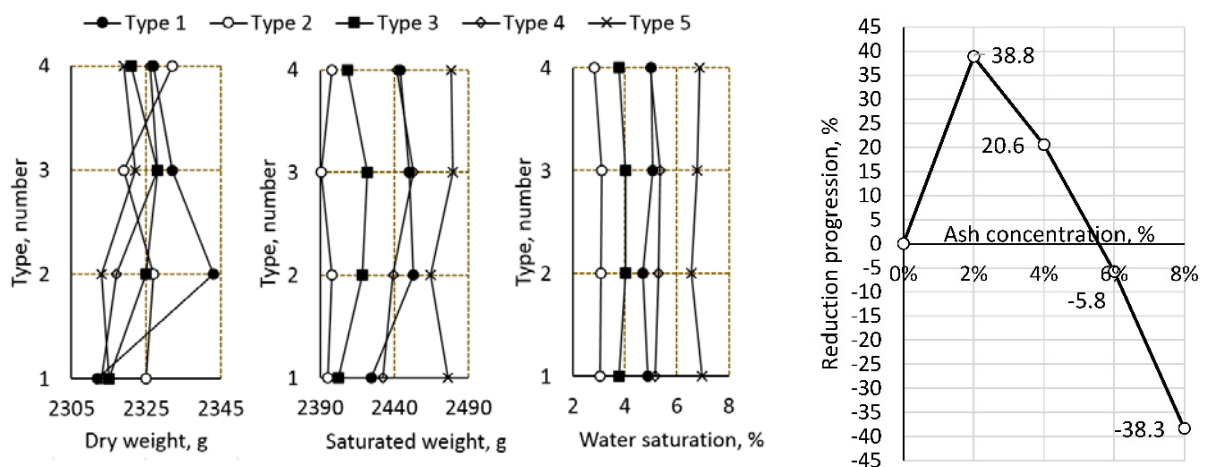 Type 1 Type 2 Type 3 Type 4 Type 5
Type, number
4
3
2
1
2305 2325 2345
Dry weight, g
Type, number
4
3
2
1
2390 2440 2490
Saturated weight, g
Type, number
4
3
2
1
2 4 6 8
Water saturation, %
Reduction progression, %
45
40
35
30
25
20
15
10
5
0
-5
-10
-15
-20
-25
-30
-35
-40
-45
38.8
20.6
Ash concentration, %
0% 2% 4% 6% 8%
-5.8
-38.3